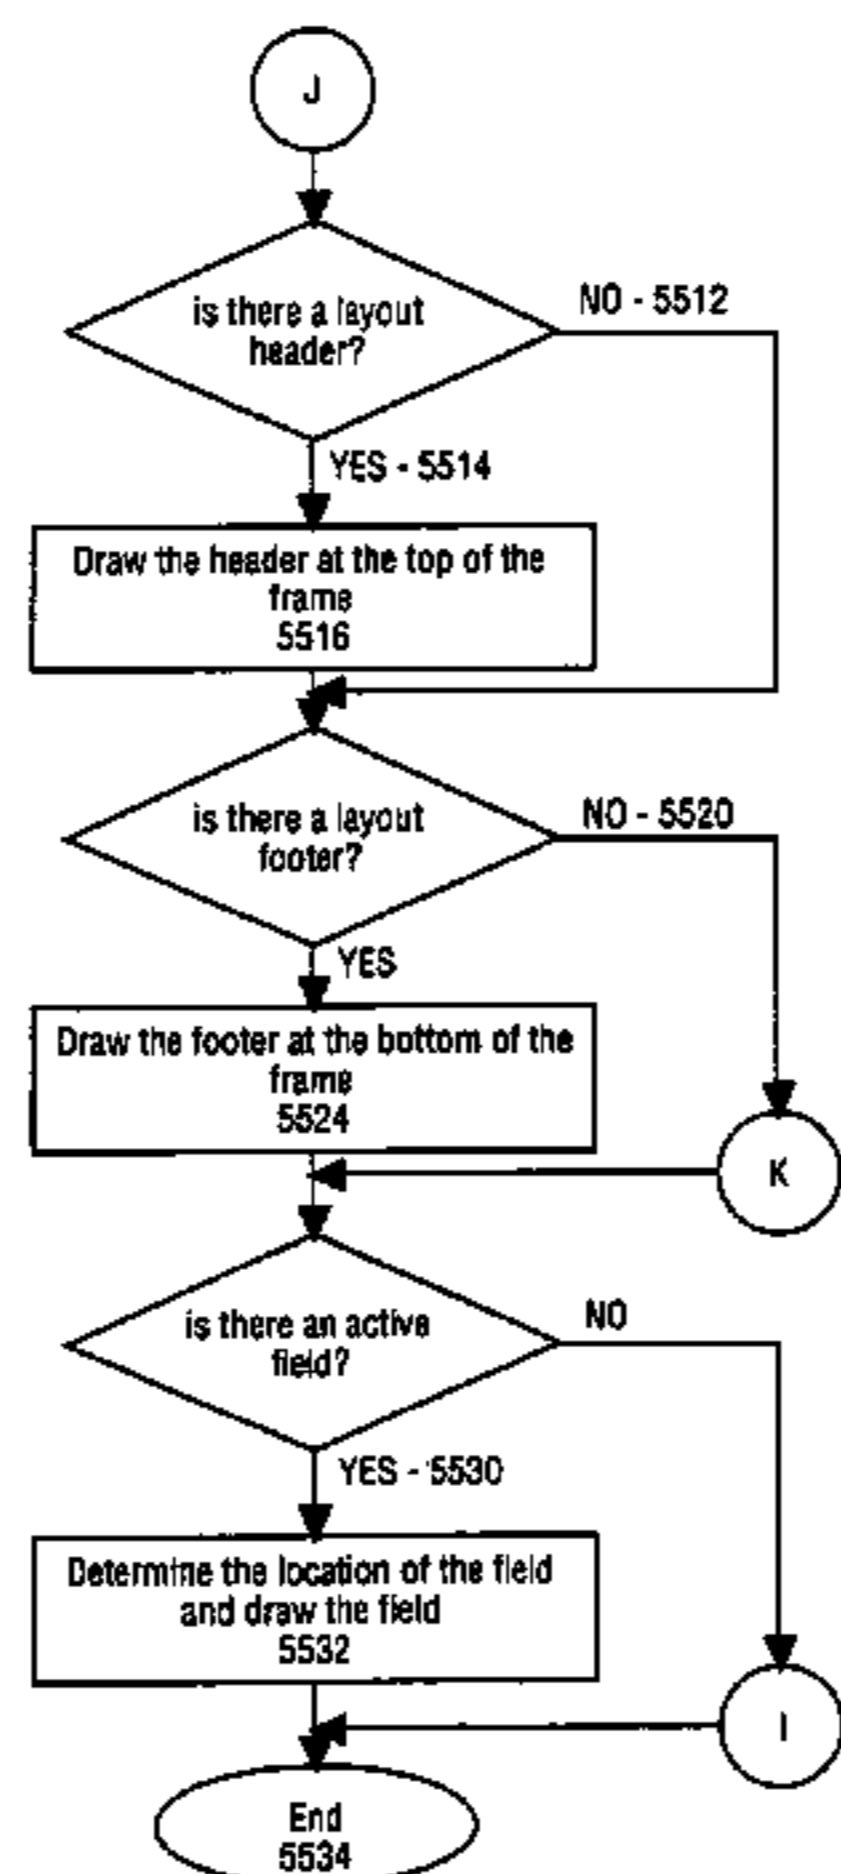 J
is there a layout
header?
NO - 5512
YES - 5514
Draw the header at the top of the
frame
5516
is there a layout
footer?
NO - 5520
YES
Draw the footer at the bottom of the
frame
5524
K
is there an active
field?
NO
YES - 5530
Determine the location of the field
and draw the field
5532
I
End
5534